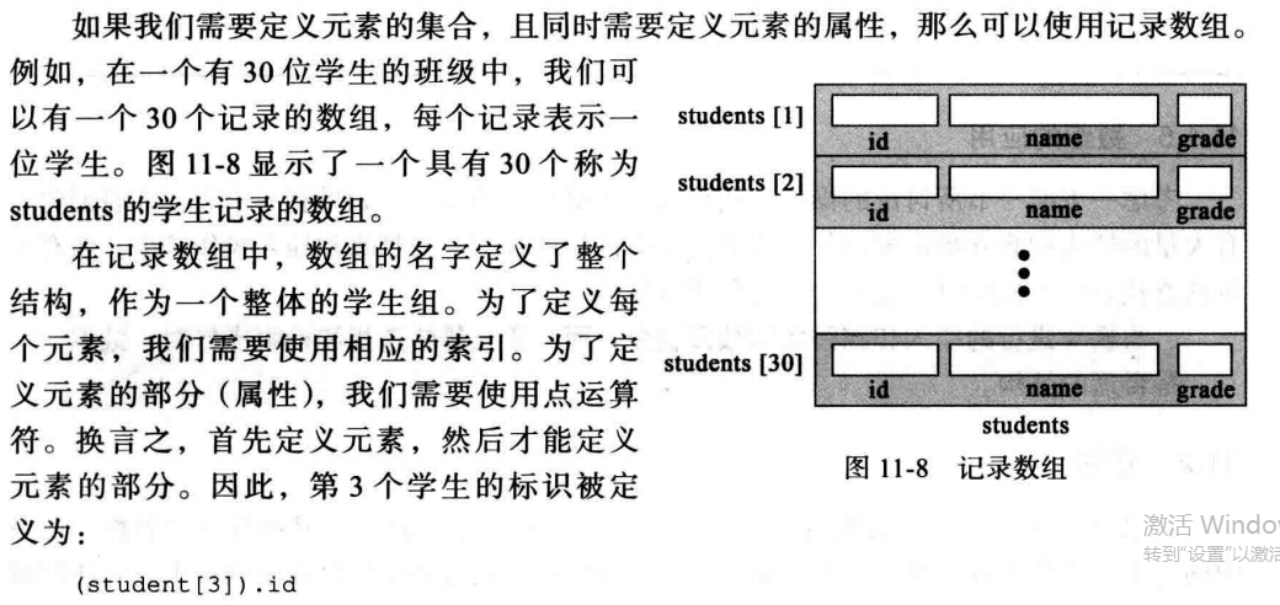 如果我们需要定义元素的集合，且同时需要定义元素的属性，那么可以使用记录数组。
例如，在一个有 30 位学生的班级中，我们可
以有一个 30 个记录的数组，每个记录表示一
位学生。图 11-8 显示了一个具有 30 个称为
students 的学生记录的数组。
在记录数组中，数组的名字定义了整个
结构，作为一个整体的学生组。为了定义每
个元素，我们需要使用相应的索引。为了定
义元素的部分（属性），我们需要使用点运算
符。换言之，首先定义元素，然后才能定义
元素的部分。因此，第 3 个学生的标识被定
义为：
(student[3]).id
students [1]
id name grade
students [2]
id name grade
students [30]
id name grade
students
图 11-8 记录数组
激活 Windo
转到"设置"以激活